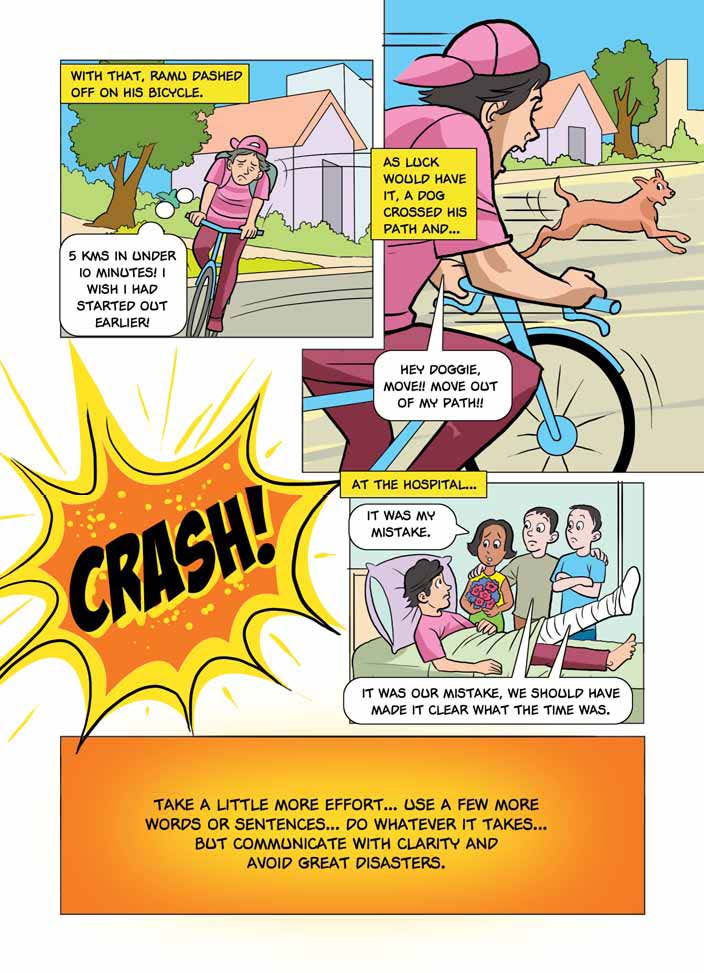 WITH THAT, RAMU DASHED
OFF ON HIS BICYCLE.
5 KMS IN UNDER
10 MINUTES! I
WISH I HAD
STARTED OUT
EARLIER!
AS LUCK
WOULD HAVE
IT, A DOG
CROSSED HIS
PATH AND...
HEY DOGGIE,
MOVE!! MOVE OUT
OF MY PATH!!
CRASH!
AT THE HOSPITAL...
IT WAS MY
MISTAKE.
IT WAS OUR MISTAKE, WE SHOULD HAVE
MADE IT CLEAR WHAT THE TIME WAS.
TAKE A LITTLE MORE EFFORT... USE A FEW MORE
WORDS OR SENTENCES... DO WHATEVER IT TAKES...
BUT COMMUNICATE WITH CLARITY AND
AVOID GREAT DISASTERS.